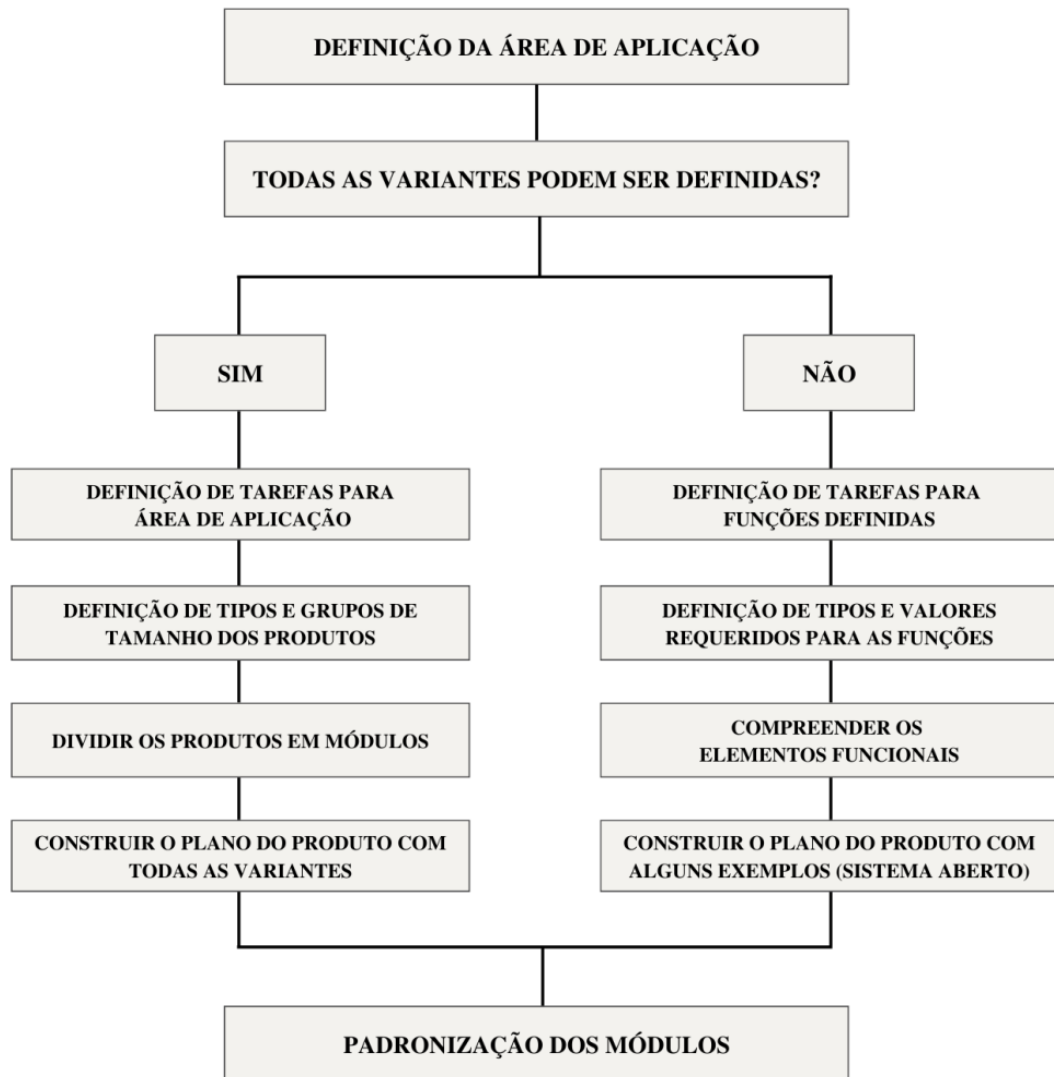 DEFINIÇÃO DA ÁREA DE APLICAÇÃO
TODAS AS VARIANTES PODEM SER DEFINIDAS?
SIM
DEFINIÇÃO DE TAREFAS PARA
ÁREA DE APLICAÇÃO
DEFINIÇÃO DE TIPOS E GRUPOS DE
TAMANHO DOS PRODUTOS
DIVIDIR OS PRODUTOS EM MÓDULOS
CONSTRUIR O PLANO DO PRODUTO COM
TODAS AS VARIANTES
NÃO
DEFINIÇÃO DE TAREFAS PARA
FUNÇÕES DEFINIDAS
DEFINIÇÃO DE TIPOS E VALORES
REQUERIDOS PARA AS FUNÇÕES
COMPREENDER OS
ELEMENTOS FUNCIONAIS
CONSTRUIR O PLANO DO PRODUTO COM
ALGUNS EXEMPLOS (SISTEMA ABERTO)
PADRONIZAÇÃO DOS MÓDULOS